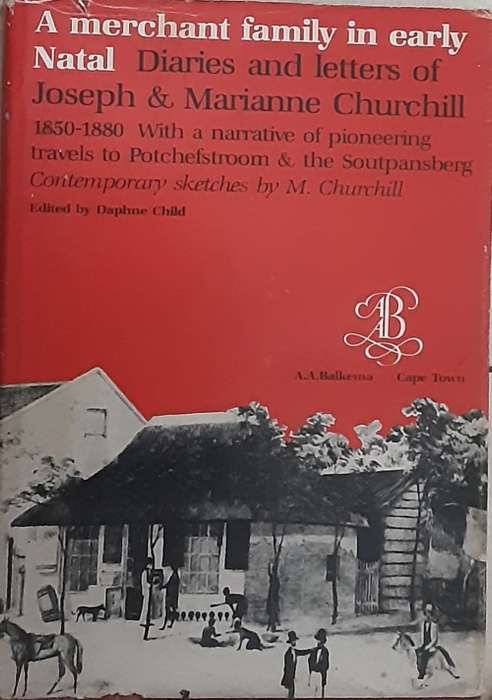 A merchant family in early
Natal Diaries and letters of
Joseph & Marianne Churchill
1850-1880 With a narrative of pioneering
travels to Potchefstroom & the Soutpansberg
Contemporary sketches by M. Churchill
Edited by Daphne Child
AAB
A.A.Balkema Cape Town